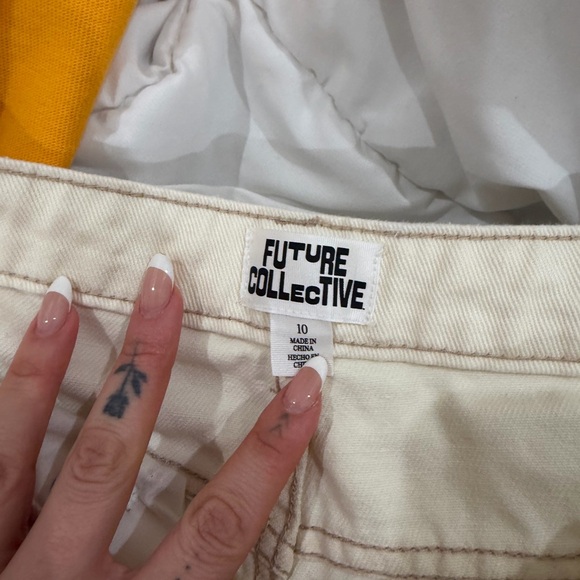 FUTURE
COLLECTIVE
10
MADE IN
CHINA
HECHO EN